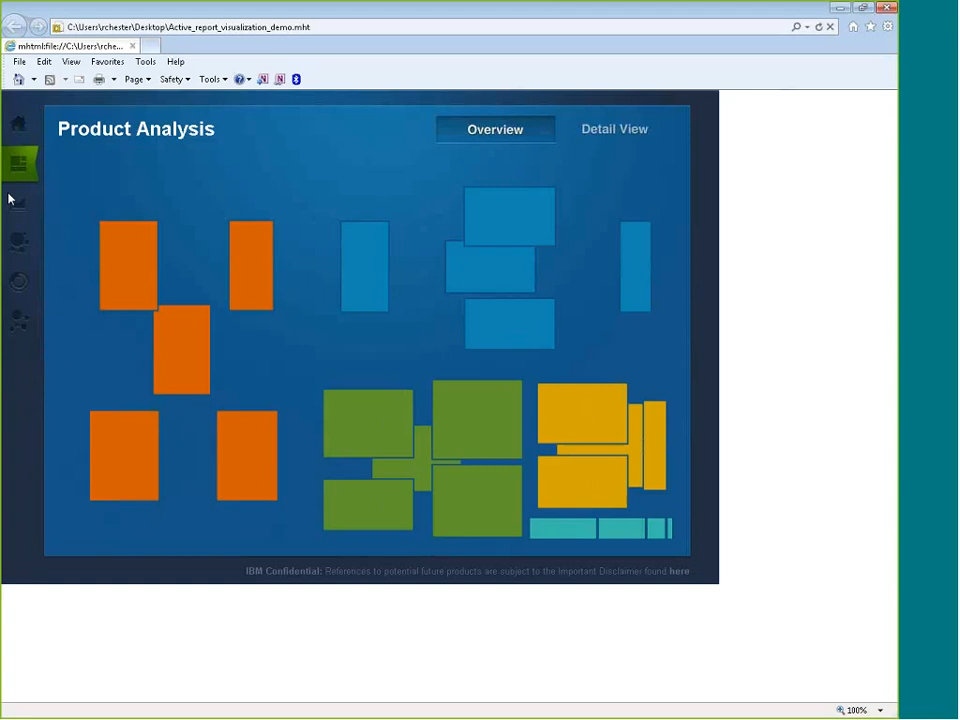 C:\Users\rchester\Desktop\Active_report_visualization_demo.mht
mhtml:file://C:\Users\rche...
File Edit View Favorites Tools Help
Page Safety Tools
Product Analysis
Overview
Detail View
IBM Confidential: References to potential future products are subject to the Important Disclaimer found here
100%